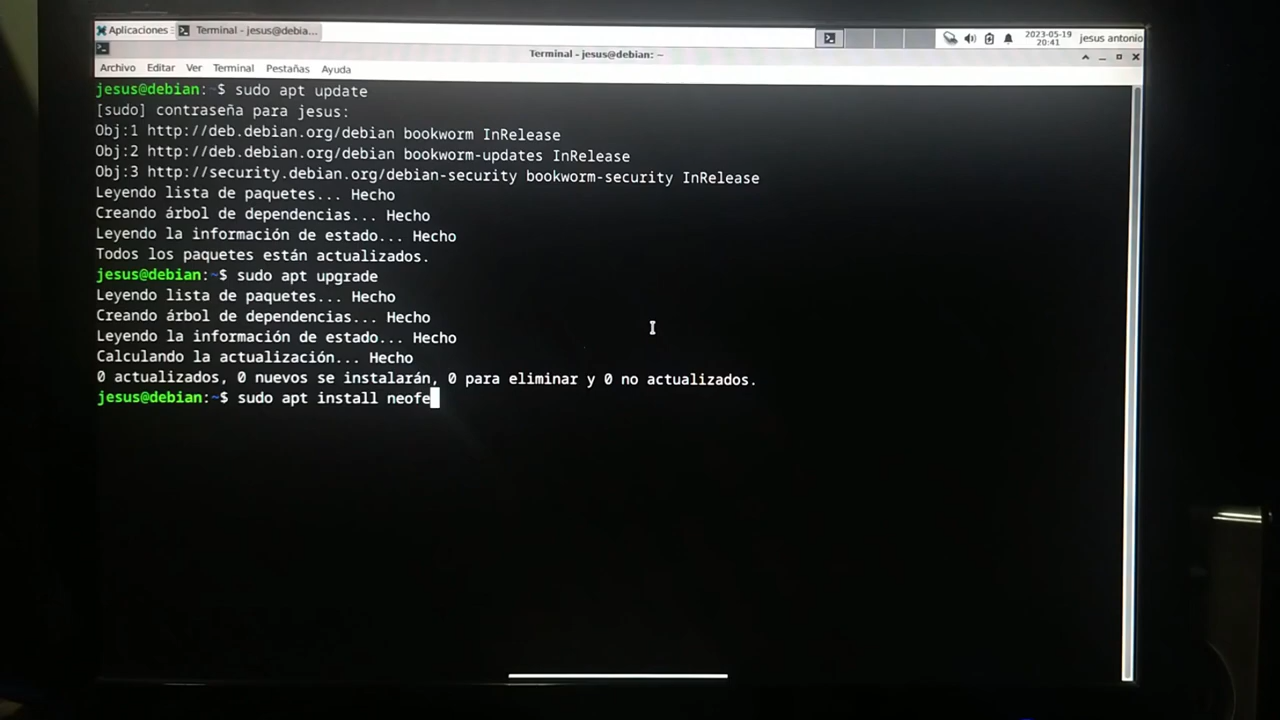 Aplicaciones
Terminal - jesus@debia...
2023-05-19
20:41
jesus antonio
Terminal - jesus@debian: ~
Archivo Editar Ver Terminal Pestañas Ayuda
jesus@debian:~$ sudo apt update
[sudo] contraseña para jesus:
Obj:1 http://deb.debian.org/debian bookworm InRelease
Obj:2 http://deb.debian.org/debian bookworm-updates InRelease
Obj:3 http://security.debian.org/debian-security bookworm-security InRelease
Leyendo lista de paquetes... Hecho
Creando árbol de dependencias... Hecho
Leyendo la información de estado... Hecho
Todos los paquetes están actualizados.
jesus@debian:~$ sudo apt upgrade
Leyendo lista de paquetes... Hecho
Creando árbol de dependencias... Hecho
Leyendo la información de estado... Hecho
Calculando la actualización... Hecho
0 actualizados, 0 nuevos se instalarán, 0 para eliminar y 0 no actualizados.
jesus@debian:~$ sudo apt install neofe